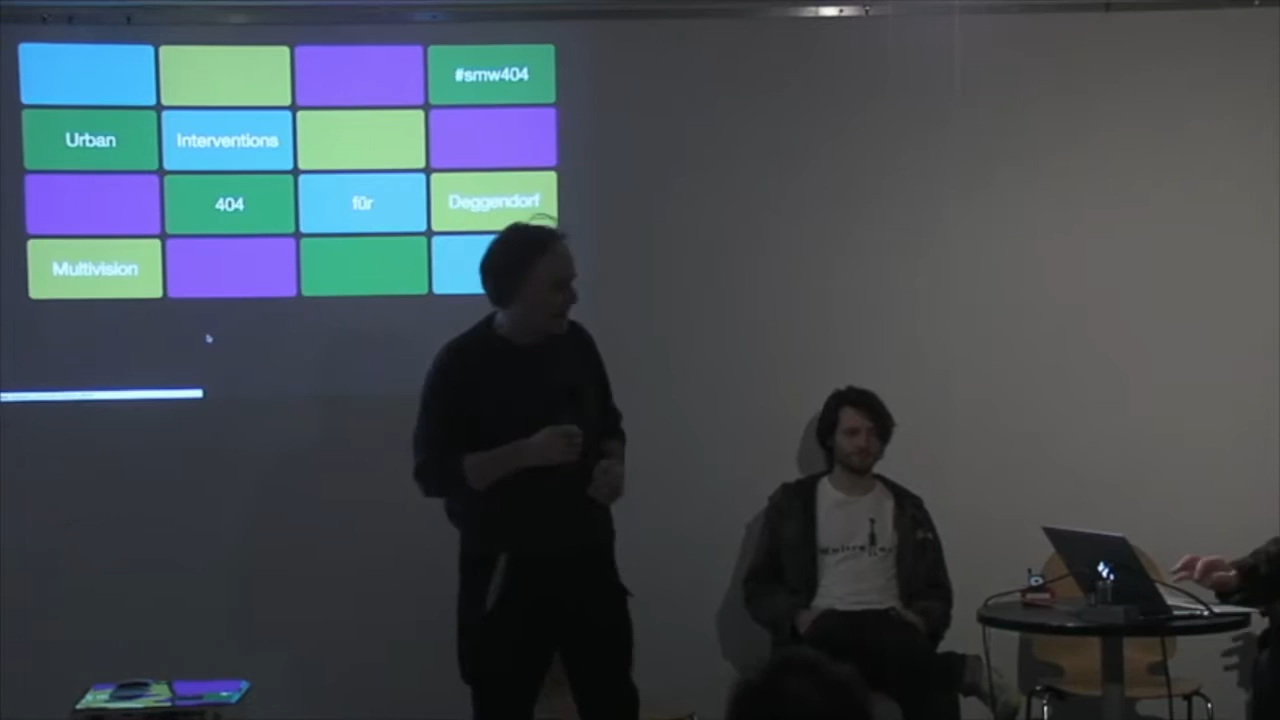 #smw404
Urban Interventions
404 für Deggendorf
Multivision